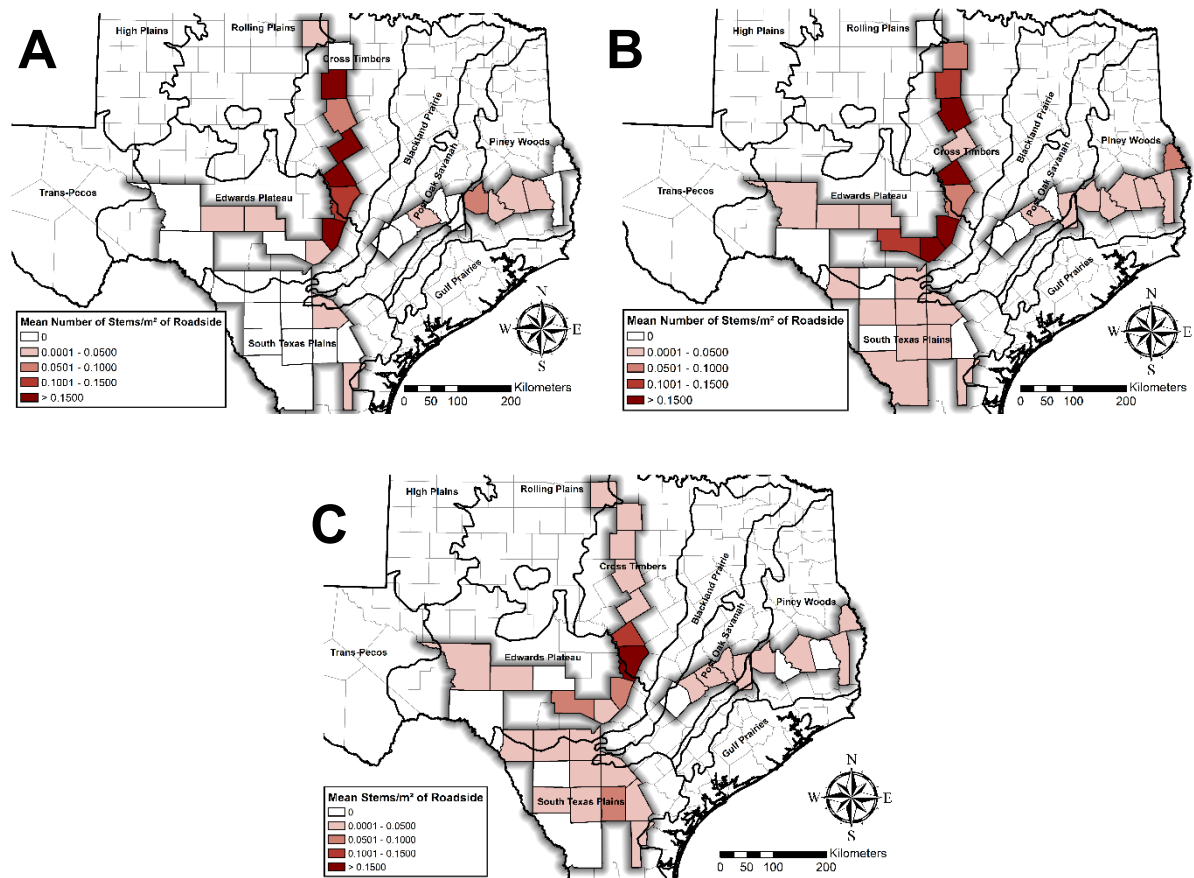 A
High Plains
Rolling Plains
Cross Timbers
Blackland Prairie
Piney Woods
Post Oak Savanah
Trans-Pecos
Edwards Plateau
Gulf Prairies
South Texas Plains
Mean Number of Stems/m² of Roadside
0
0.0001 - 0.0500
0.0501 - 0.1000
0.1001 - 0.1500
> 0.1500
N
W E
S
Kilometers
0 50 100 200
B
High Plains
Rolling Plains
Cross Timbers
Blackland Prairie
Piney Woods
Post Oak Savanah
Trans-Pecos
Edwards Plateau
Gulf Prairies
South Texas Plains
Mean Number of Stems/m² of Roadside
0
0.0001 - 0.0500
0.0501 - 0.1000
0.1001 - 0.1500
> 0.1500
N
W E
S
Kilometers
0 50 100 200
C
High Plains
Rolling Plains
Cross Timbers
Blackland Prairie
Piney Woods
Post Oak Savanah
Trans-Pecos
Edwards Plateau
Gulf Prairies
South Texas Plains
Mean Stems/m² of Roadside
0
0.0001 - 0.0500
0.0501 - 0.1000
0.1001 - 0.1500
> 0.1500
N
W E
S
Kilometers
0 50 100 200